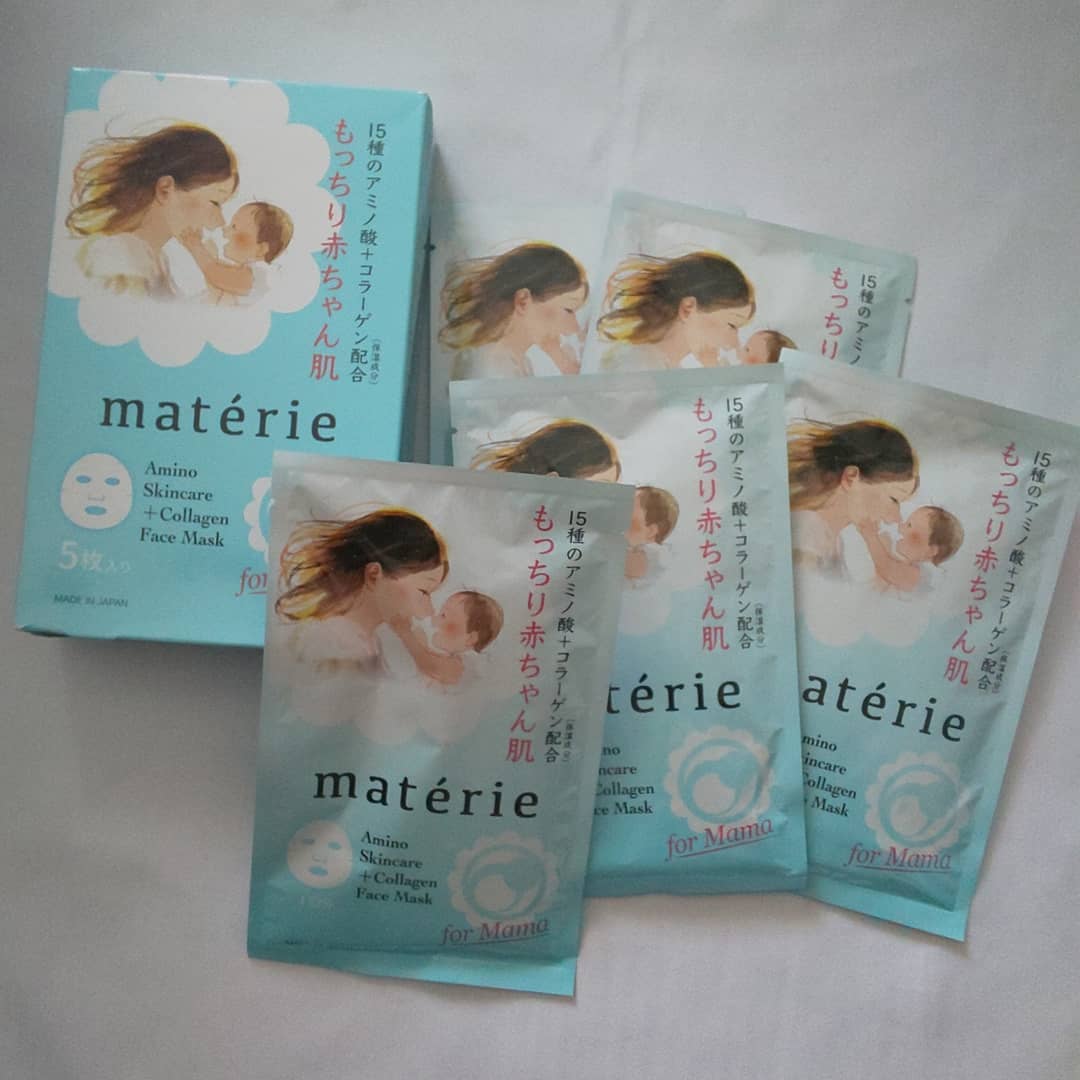 15種のアミノ酸+コラーゲン配合
(保湿成分)
もっちり赤ちゃん肌
matérie
Amino
Skincare
+Collagen
Face Mask
5枚入り
for
MADE IN JAPAN
15種のアミノ
もっちり
15種のアミノ酸+コラーゲン配合
(保湿成分)
もっちり赤ちゃん肌
térie
no
ncare
ollagen
ce Mask
for Mama
15種のアミノ酸+コラーゲン配合
(保湿成分)
もっちり赤ちゃん肌
atérie
mino
kincare
ollagen
Mask
for Mama
15種のアミノ酸+コラーゲン配合
(保湿成分)
もっちり赤ちゃん肌
matérie
Amino
Skincare
+Collagen
Face Mask
for Mama